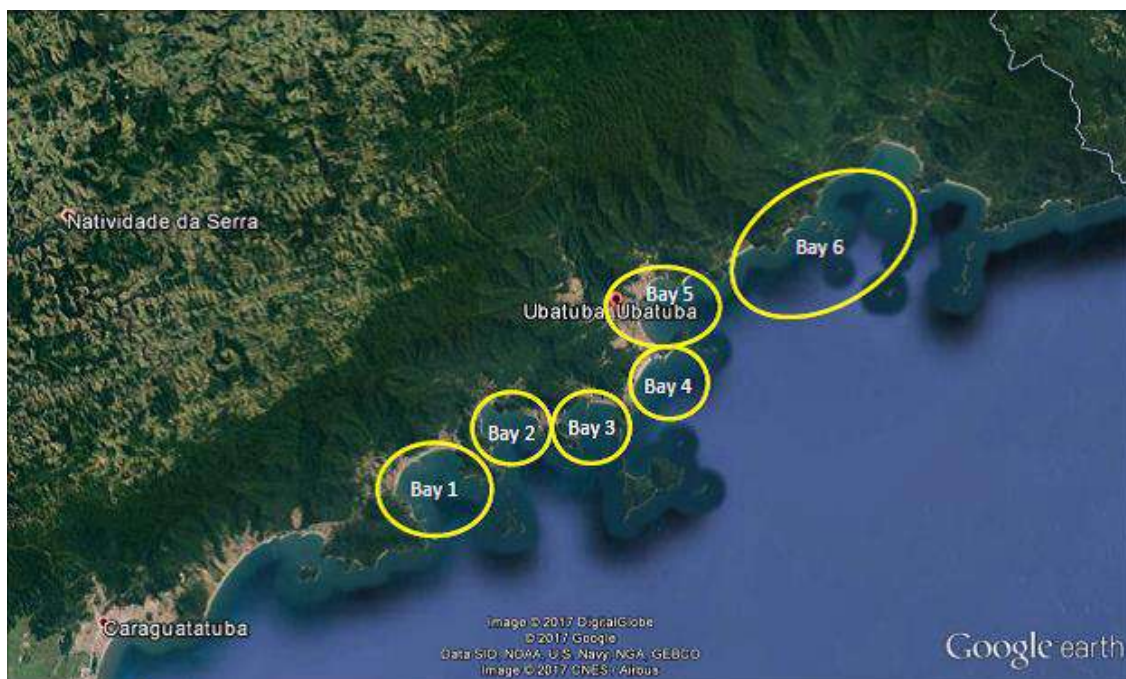 Natividade da Serra
Bay 6
Bay 5
Ubatuba Ubatuba
Bay 4
Bay 3
Bay 2
Bay 1
Caraguatatuba
Image © 2017 DigitalGlobe
© 2017 Google
Data SIO, NOAA, U.S. Navy, NGA, GEBCO
Image © 2017 CNES / Airbus
Google earth